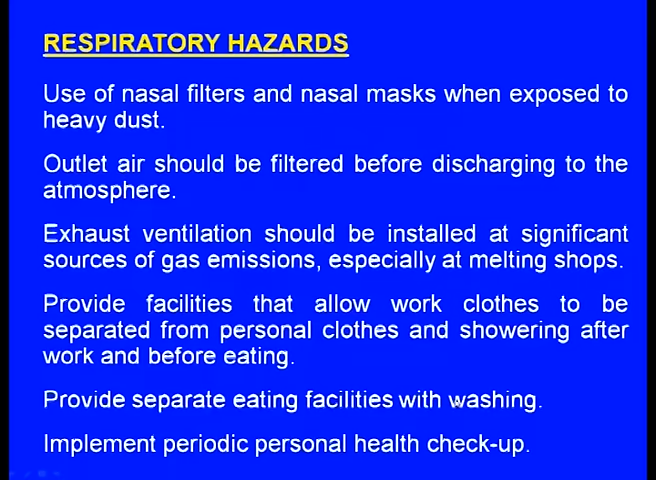 RESPIRATORY HAZARDS
Use of nasal filters and nasal masks when exposed to
heavy dust.
Outlet air should be filtered before discharging to the
atmosphere.
Exhaust ventilation should be installed at significant
sources of gas emissions, especially at melting shops.
Provide facilities that allow work clothes to be
separated from personal clothes and showering after
work and before eating.
Provide separate eating facilities with washing.
Implement periodic personal health check-up.